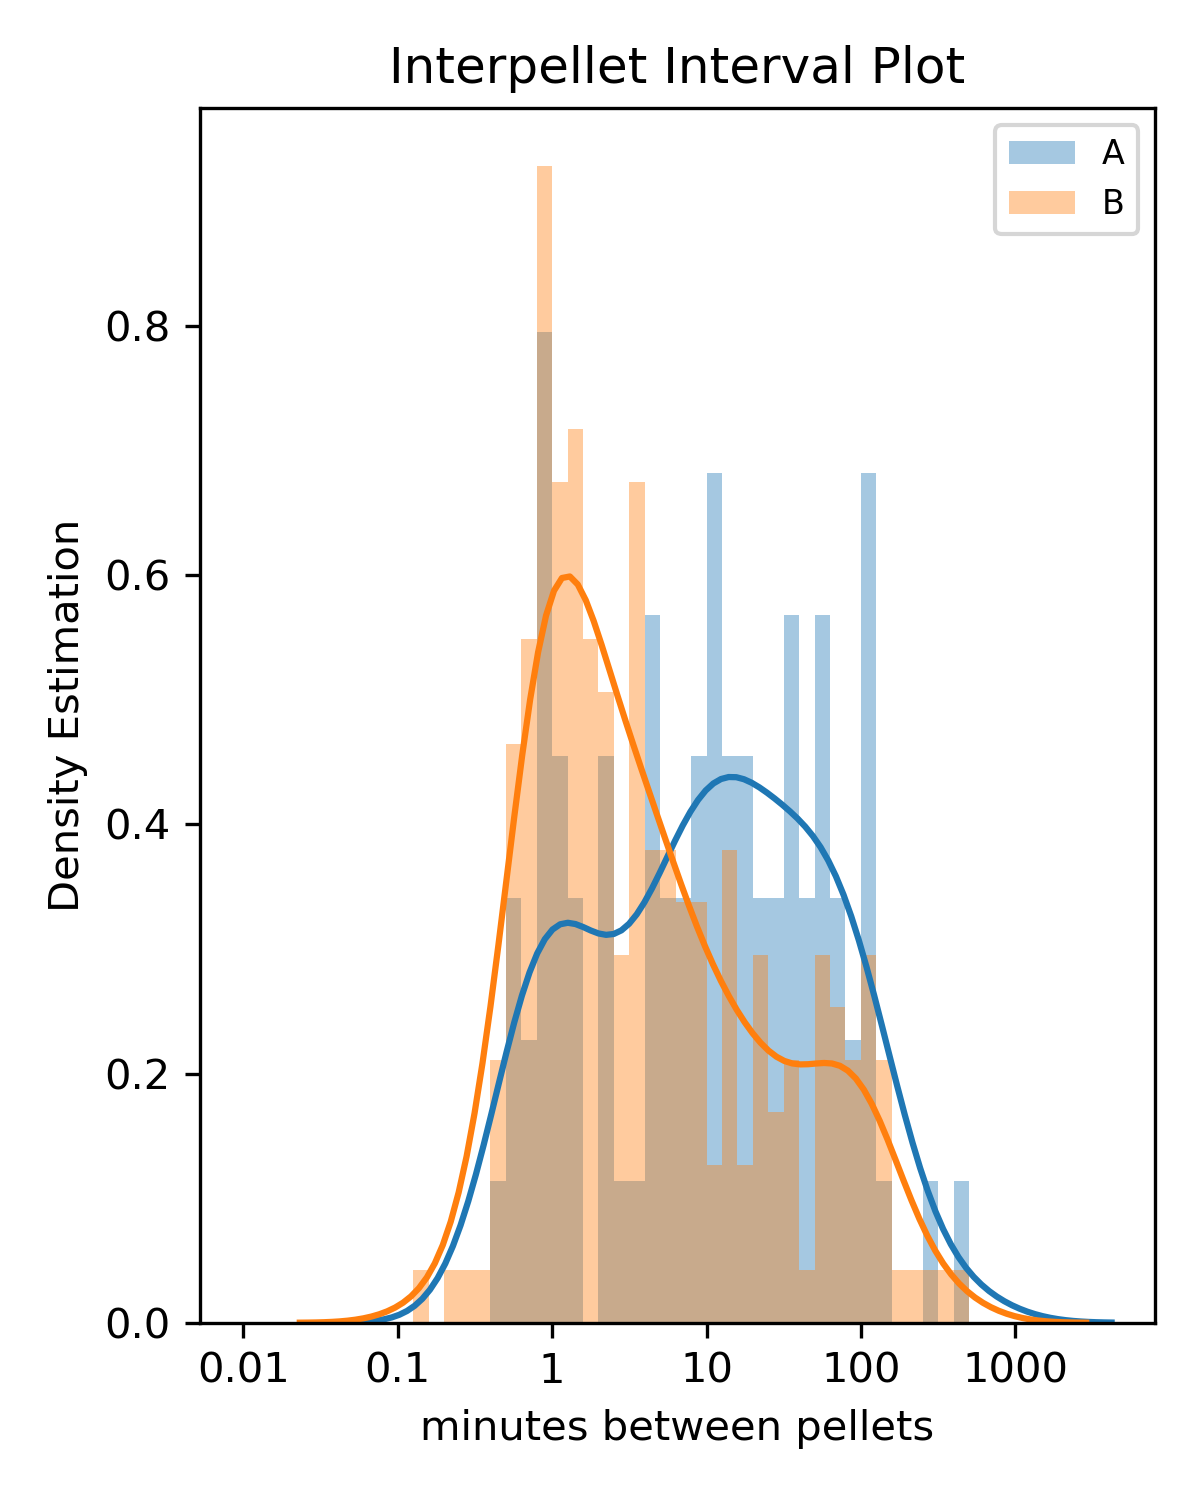 Interpellet Interval Plot
A
B
Density Estimation
0.8
0.6
0.4
0.2
0.0
0.01 0.1 1 10 100 1000
minutes between pellets